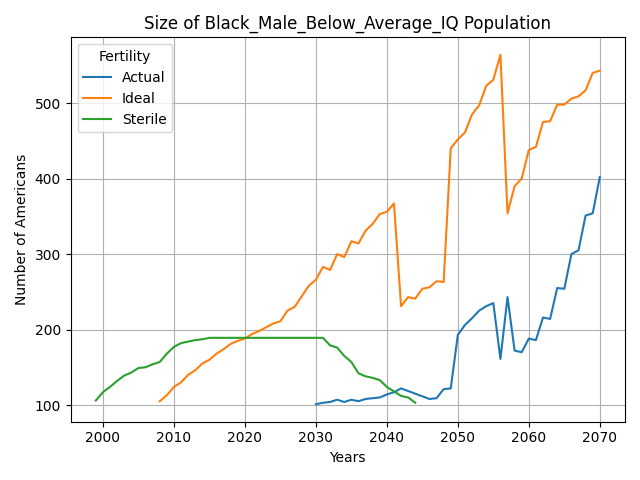 Size of Black_Male_Below_Average_IQ Population
Fertility
Actual
Ideal
Sterile
Number of Americans
500
400
300
200
100
2000 2010 2020 2030 2040 2050 2060 2070
Years